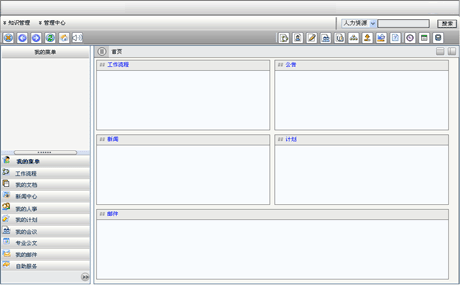 知识管理 管理中心 人力资源 搜索
我的菜单 首页
工作流程 公告
新闻 计划
邮件
我的菜单
工作流程
我的文档
新闻中心
我的人事
我的计划
我的会议
专业公文
我的邮件
自助服务